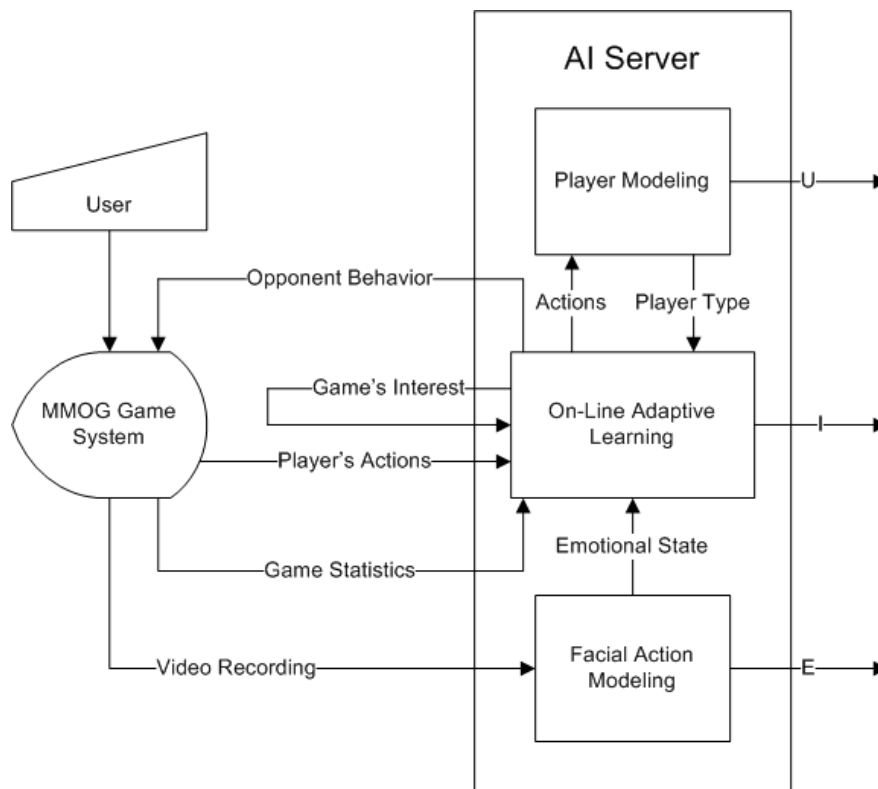 AI Server
Player Modeling
U
User
Opponent Behavior
Actions
Player Type
Game's Interest
MMOG Game
System
On-Line Adaptive
Learning
I
Player's Actions
Emotional State
Game Statistics
Video Recording
Facial Action
Modeling
E